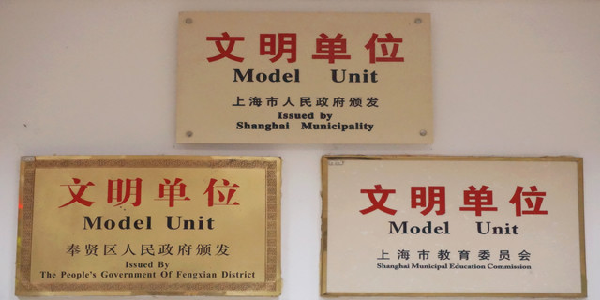 文明单位
Model Unit
上海市人民政府颁发
Issued by
Shanghai Municipality
文明单位
Model Unit
奉贤区人民政府颁发
Issued By
The People's Government Of Fengxian District
文明单位
Model Unit
上海市教育委员会
Shanghai Municipal Education Commission